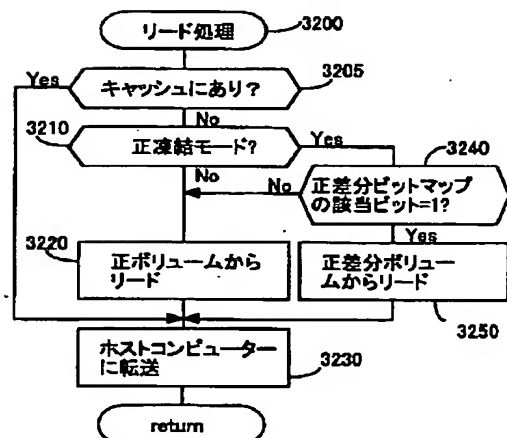 リード処理
3200
Yes
キャッシュにあり?
3205
No
3210
正凍結モード?
Yes
3240
No
No
正差分ビットマップ
の該当ビット=1?
3220
Yes
正ボリュームから
リード
正差分ボリュー
ムからリード
3250
ホストコンピューター
に転送
3230
return